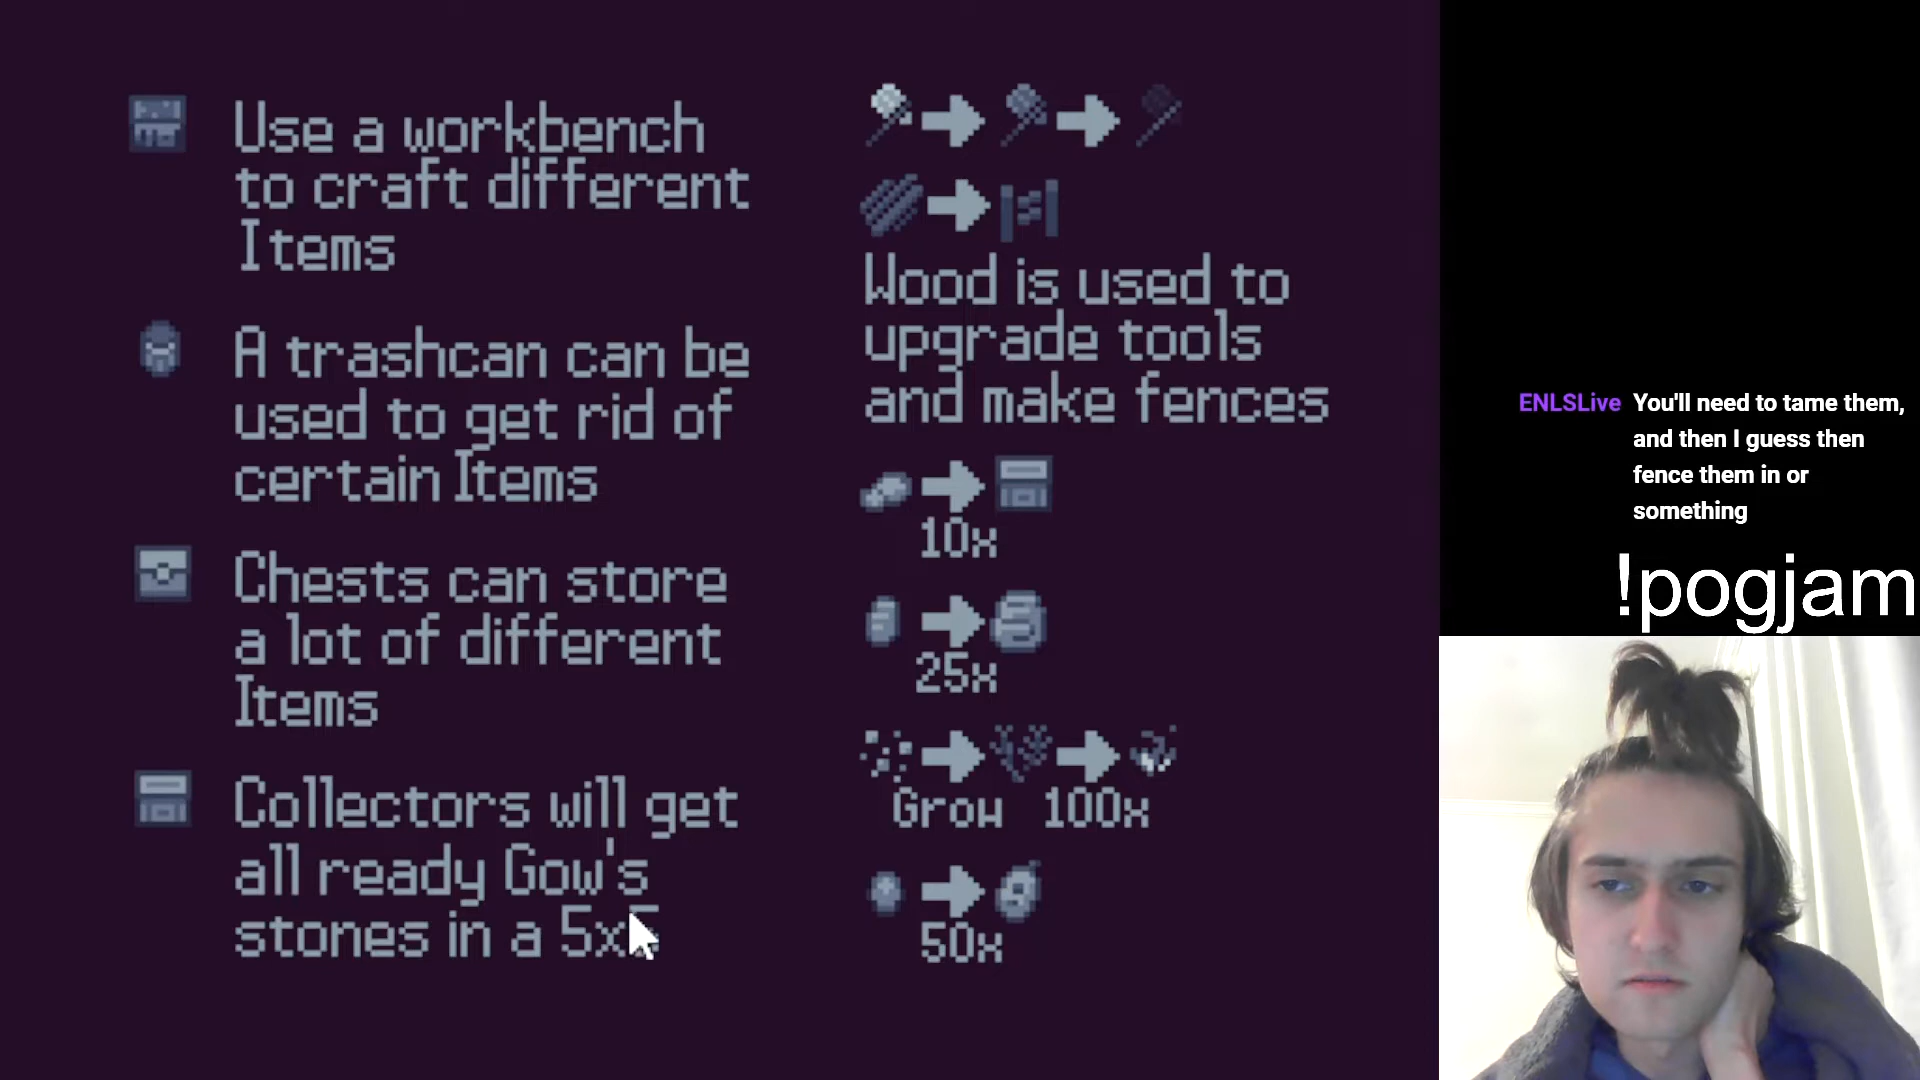 Use a workbench
to craft different
Items
A trashcan can be
used to get rid of
certain Items
Chests can store
a lot of different
Items
Collectors will get
all ready Gow's
stones in a 5x5
Wood is used to
upgrade tools
and make fences
10x
25x
Grow 100x
50x
ENLSLive You'll need to tame them,
and then I guess then
fence them in or
something
!pogjam